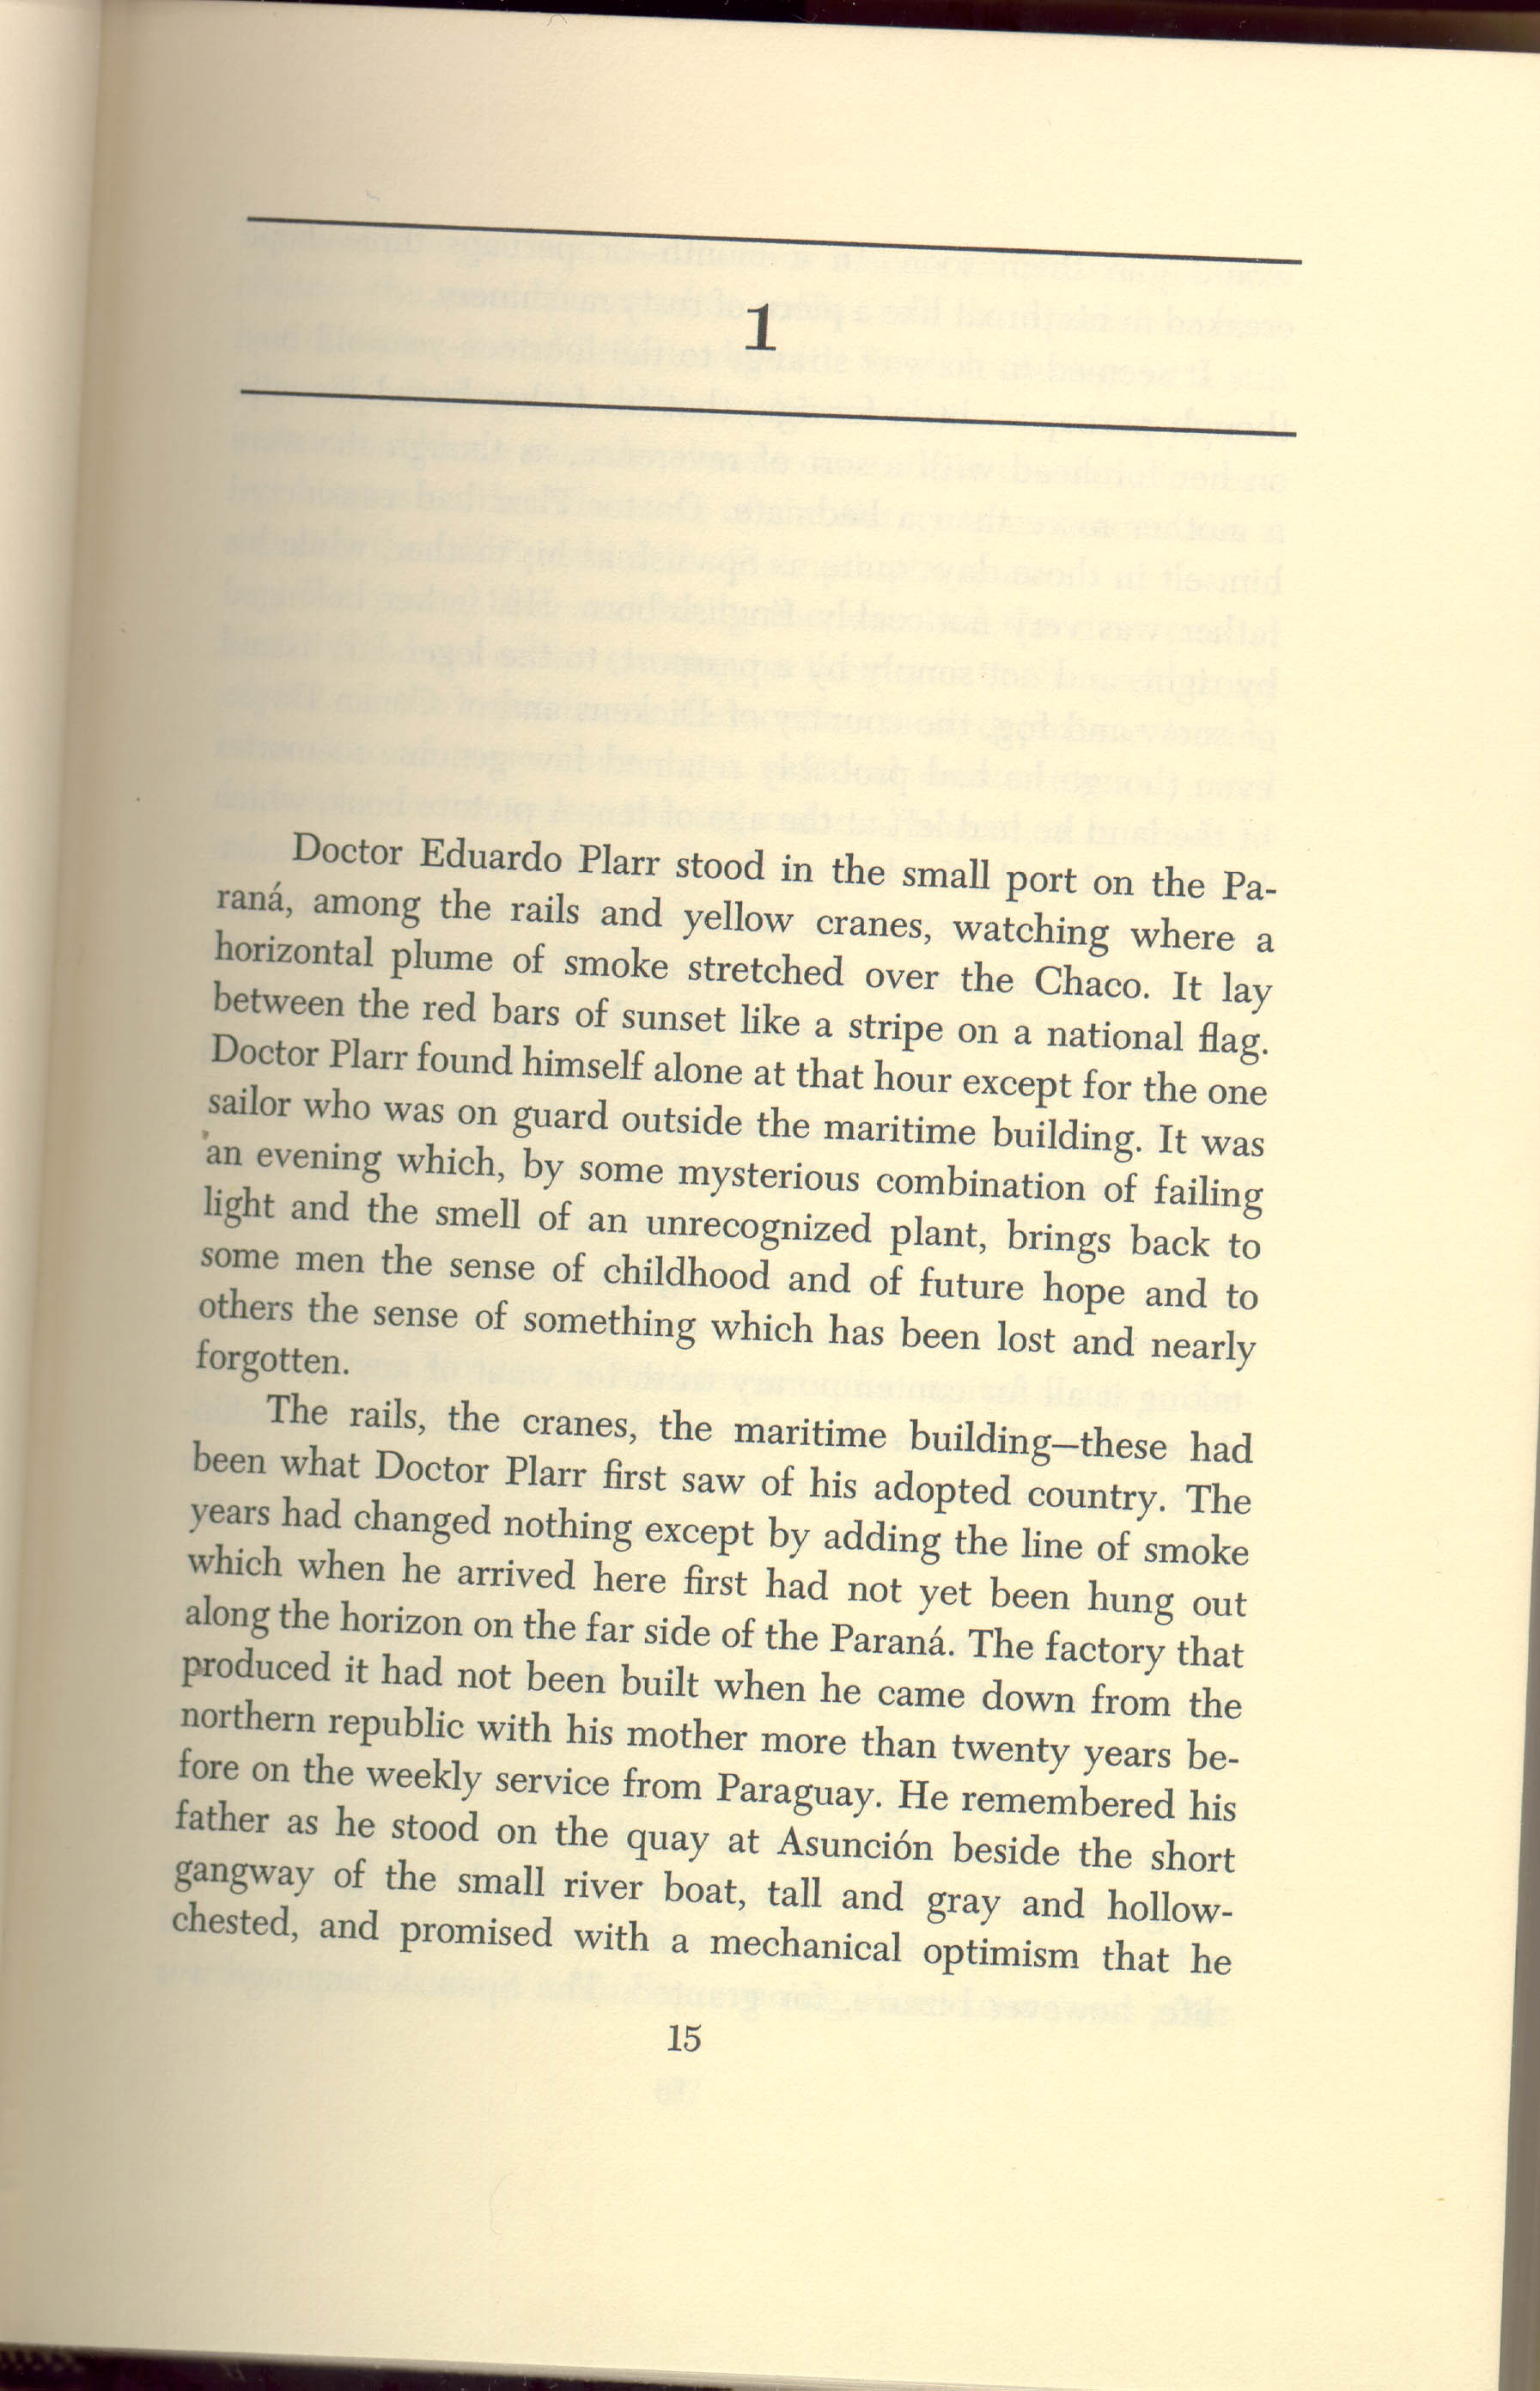 1
Doctor Eduardo Plarr stood in the small port on the Pa-
raná, among the rails and yellow cranes, watching where a
horizontal plume of smoke stretched over the Chaco. It lay
between the red bars of sunset like a stripe on a national flag.
Doctor Plarr found himself alone at that hour except for the one
sailor who was on guard outside the maritime building. It was
an evening which, by some mysterious combination of failing
light and the smell of an unrecognized plant, brings back to
some men the sense of childhood and of future hope and to
others the sense of something which has been lost and nearly
forgotten.
The rails, the cranes, the maritime building—these had
been what Doctor Plarr first saw of his adopted country. The
years had changed nothing except by adding the line of smoke
which when he arrived here first had not yet been hung out
along the horizon on the far side of the Paraná. The factory that
produced it had not been built when he came down from the
northern republic with his mother more than twenty years be-
fore on the weekly service from Paraguay. He remembered his
father as he stood on the quay at Asunción beside the short
gangway of the small river boat, tall and gray and hollow-
chested, and promised with a mechanical optimism that he
15